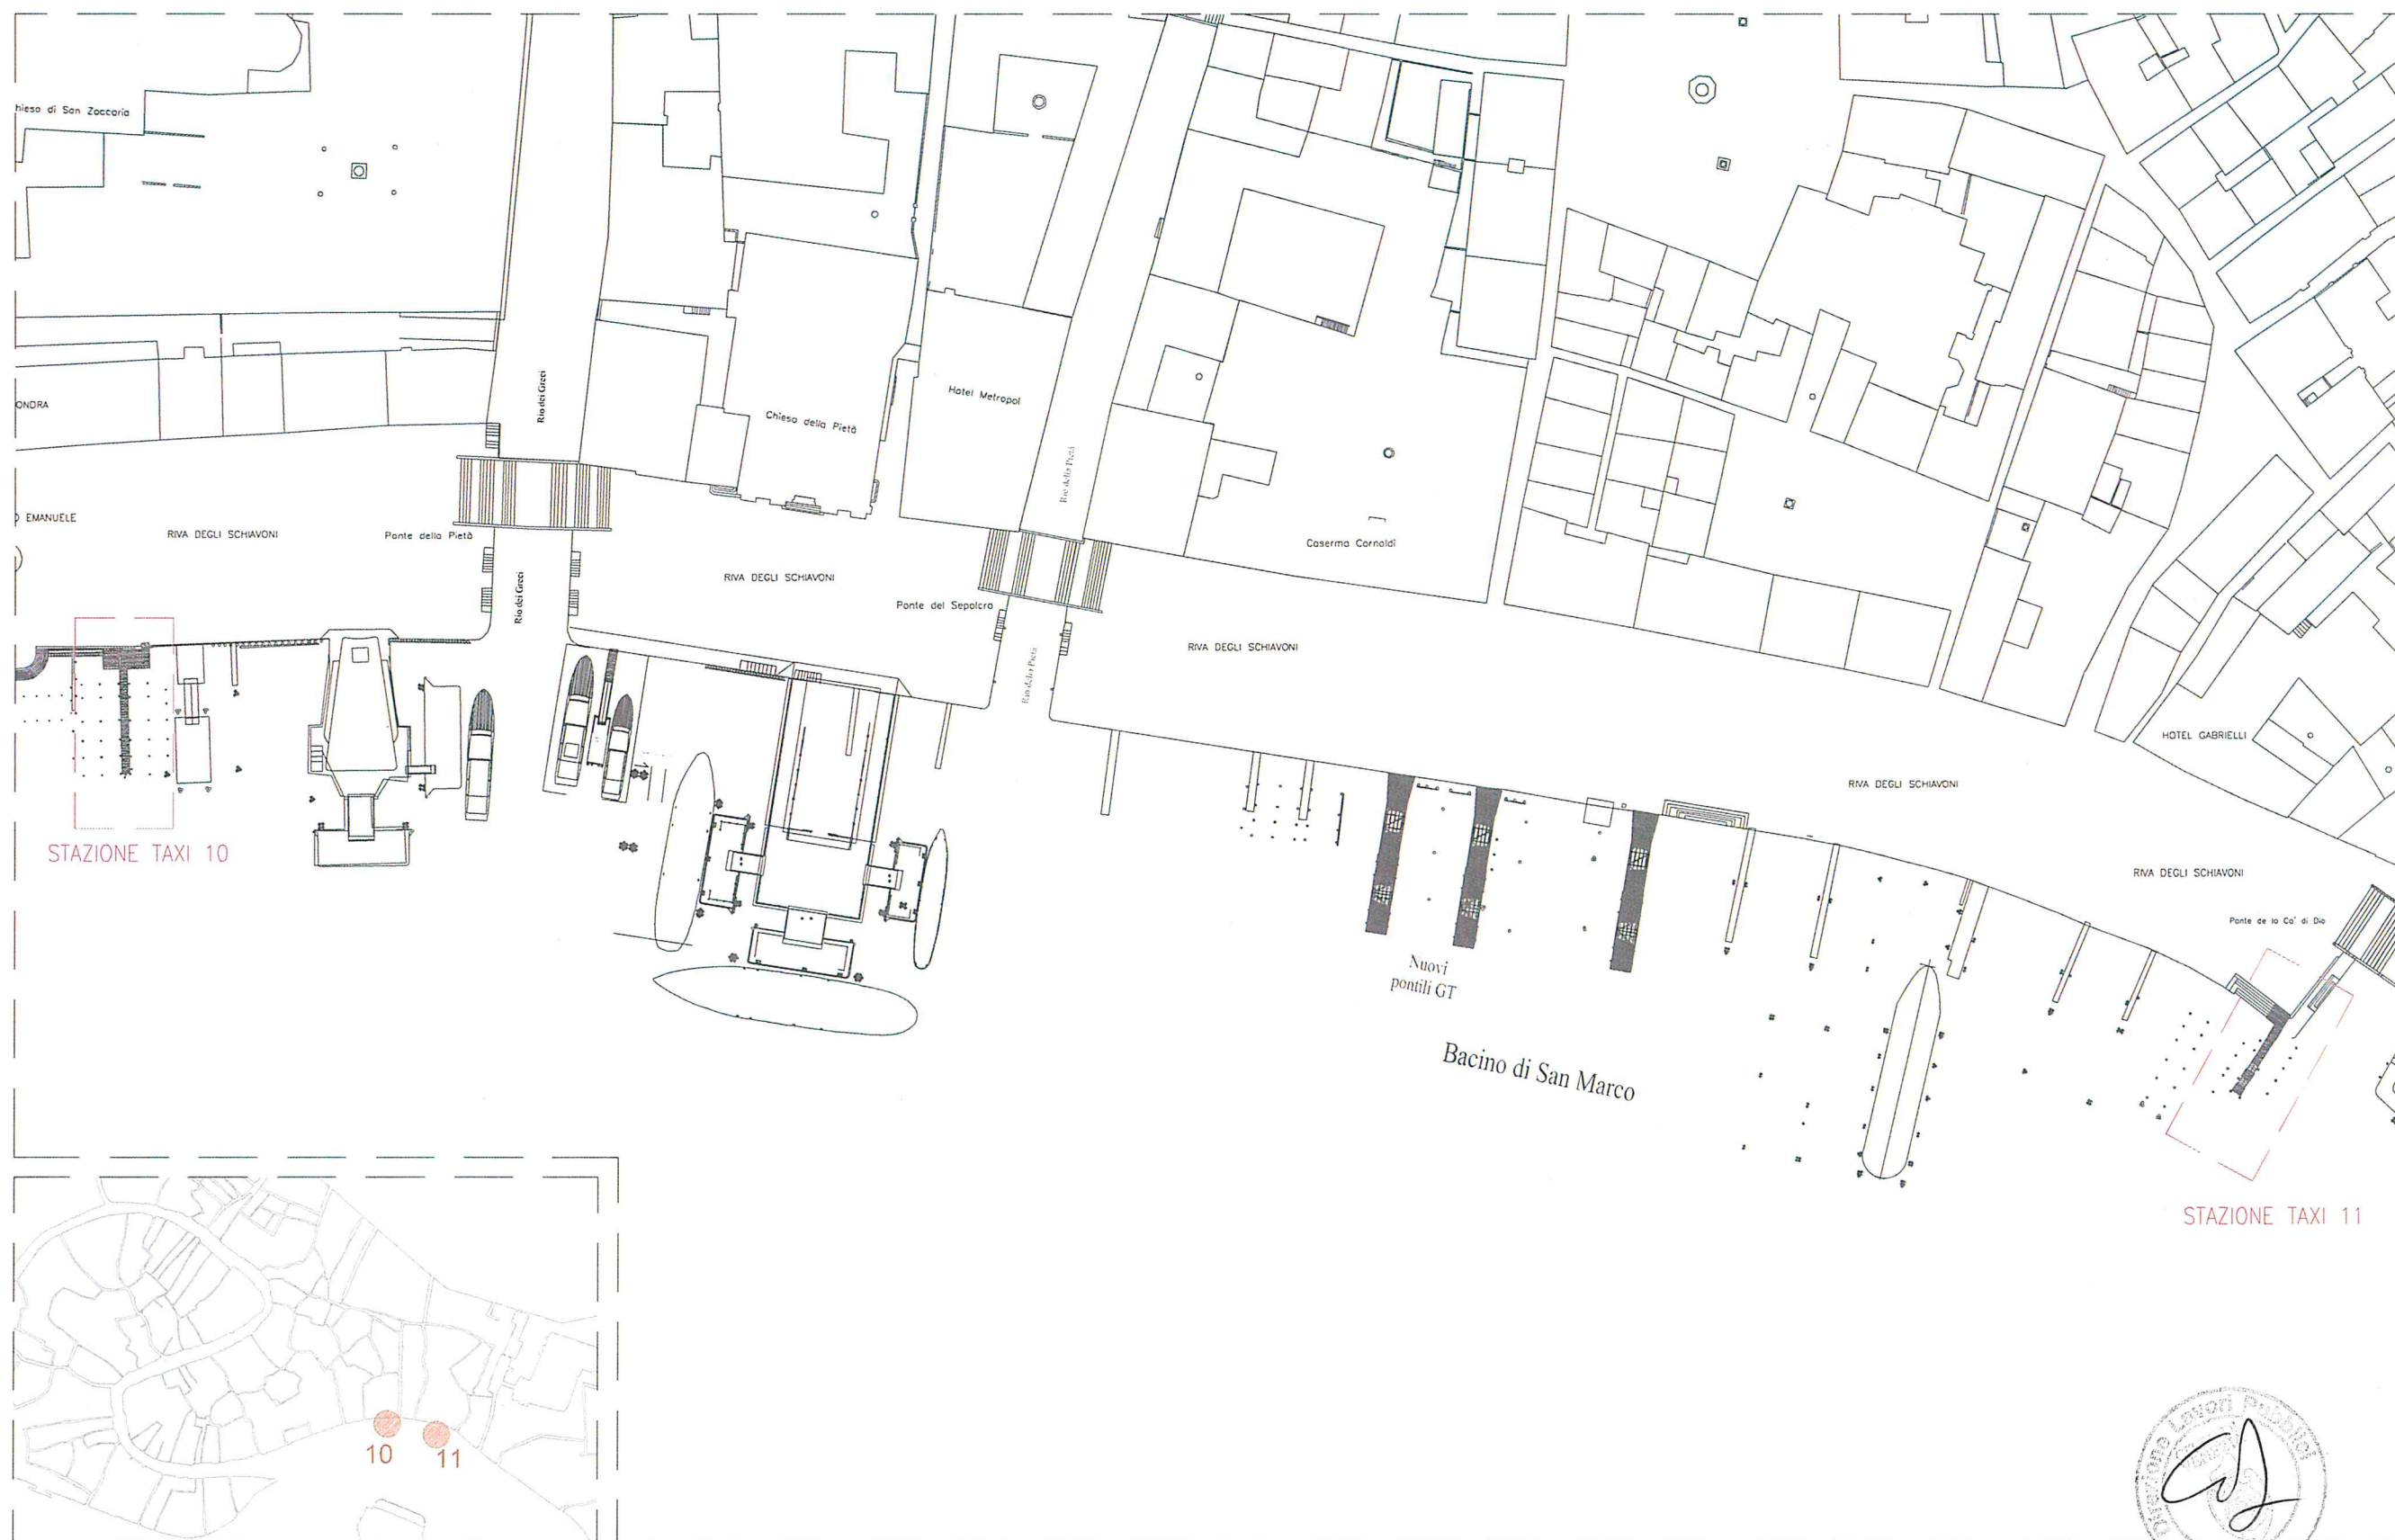 hiesa di San Zaccaria
ONDRA
Rio dei Greci
Chiesa della Pietà
Hotel Metropol
Rio della Pietà
EMANUELE
RIVA DEGLI SCHIAVONI
Ponte della Pietà
Rio dei Greci
RIVA DEGLI SCHIAVONI
Ponte del Sepolcro
Rio della Pietà
Caserma Cornoldi
RIVA DEGLI SCHIAVONI
HOTEL GABRIELLI
RIVA DEGLI SCHIAVONI
RIVA DEGLI SCHIAVONI
Ponte de la Ca' di Dio
STAZIONE TAXI 10
Nuovi
pontili GT
Bacino di San Marco
STAZIONE TAXI 11
10
11
Direzione Lavori Pubblici